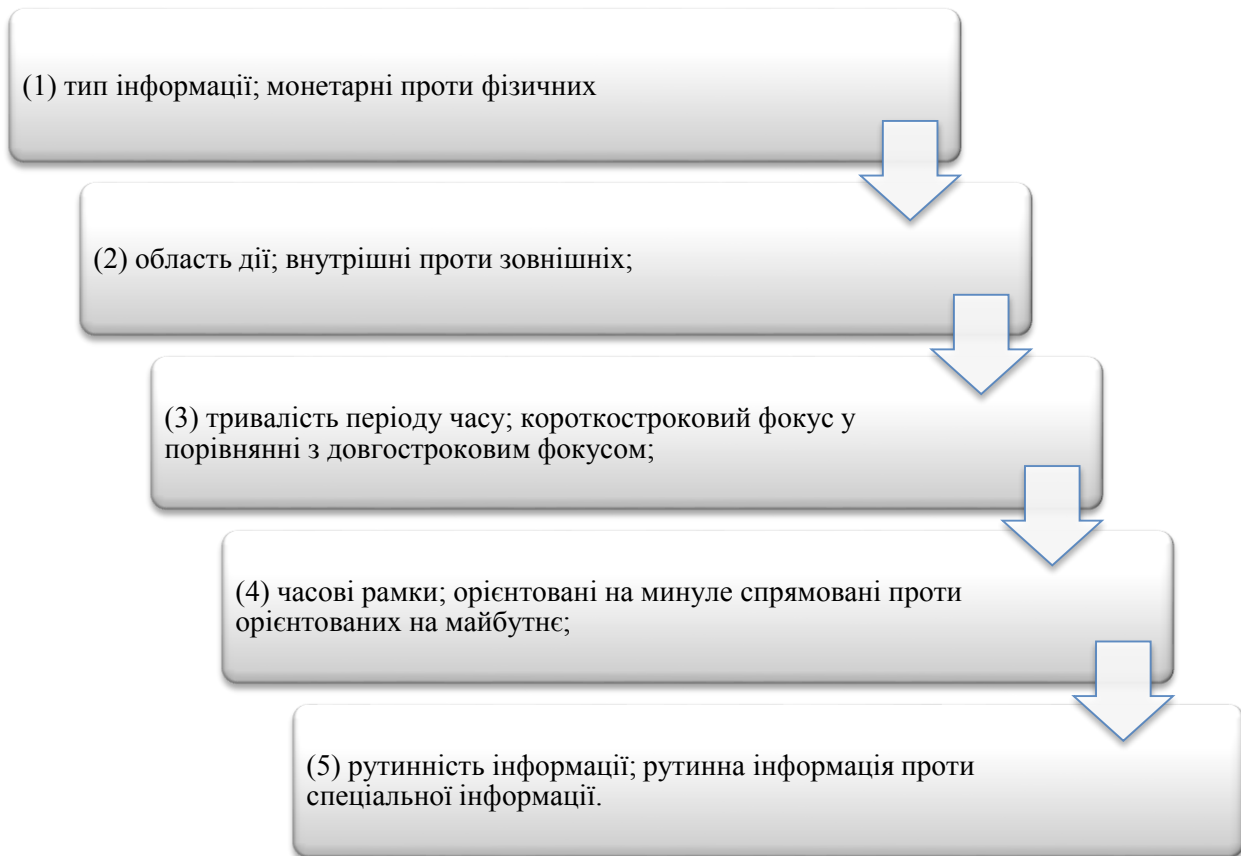 (1) тип інформації; монетарні проти фізичних
(2) область дії; внутрішні проти зовнішніх;
(3) тривалість періоду часу; короткостроковий фокус у
порівнянні з довгостроковим фокусом;
(4) часові рамки; орієнтовані на минуле спрямовані проти
орієнтованих на майбутнє;
(5) рутинність інформації; рутинна інформація проти
спеціальної інформації.